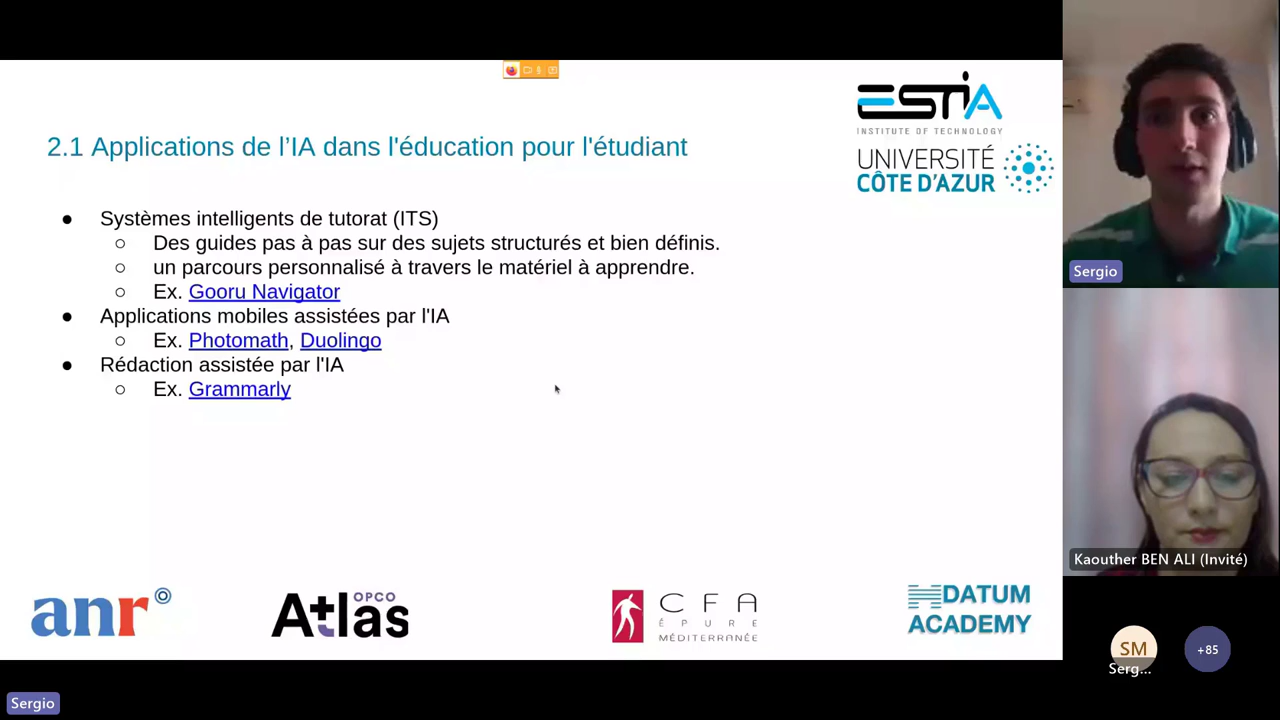 2.1 Applications de l’IA dans l'éducation pour l'étudiant
ESTIA
INSTITUTE OF TECHNOLOGY
UNIVERSITÉ
CÔTE D'AZUR
● Systèmes intelligents de tutorat (ITS)
○ Des guides pas à pas sur des sujets structurés et bien définis.
○ un parcours personnalisé à travers le matériel à apprendre.
○ Ex. Gooru Navigator
● Applications mobiles assistées par l'IA
○ Ex. Photomath, Duolingo
● Rédaction assistée par l'IA
○ Ex. Grammarly
anr
OPCO
Atlas
CFA
ÉPURE
MÉDITERRANÉE
DATUM
ACADEMY
Sergio
Kaouther BEN ALI (Invité)
SM
Serg...
+85
Sergio